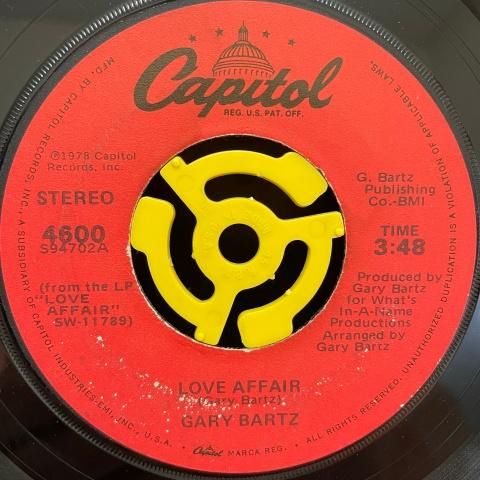 Capitol
REG. U.S. PAT. OFF.
MFD. BY CAPITOL RECORDS, INC., A SUBSIDIARY OF CAPITOL INDUSTRIES-EMI, INC., U.S.A. • Capitol MARCA REG. • ALL RIGHTS RESERVED. UNAUTHORIZED DUPLICATION IS A VIOLATION OF APPLICABLE LAWS.
Ⓟ1978 Capitol
Records, Inc.
STEREO
4600
S94702A
(from the LP
"LOVE
AFFAIR"
SW-11789)
G. Bartz
Publishing
Co.-BMI
TIME
3:48
Produced by
Gary Bartz
for What's
In-A-Name
Productions
Arranged by
Gary Bartz
LOVE AFFAIR
(Gary Bartz)
GARY BARTZ